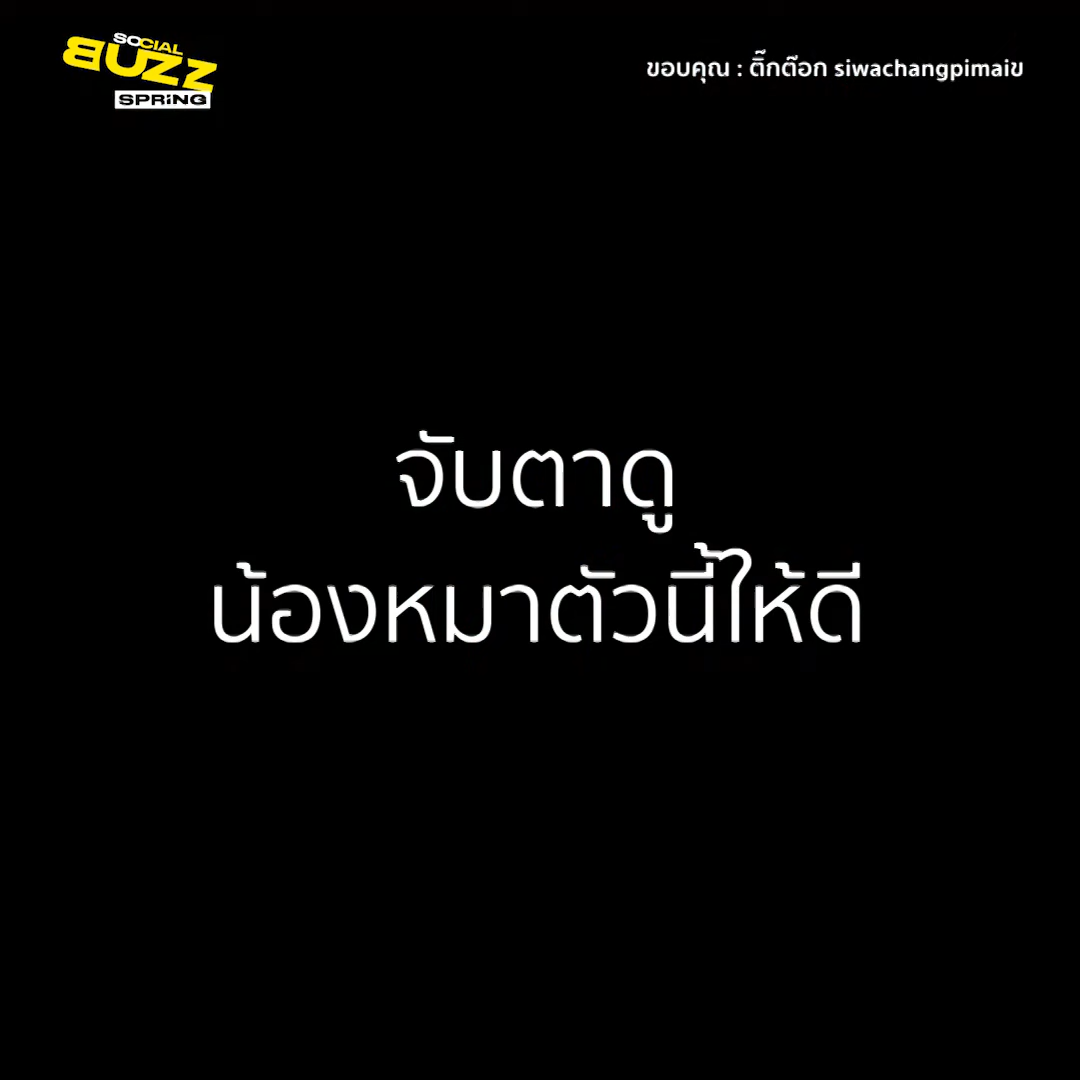 SOCIAL
BUZZ
SPRiNG
ขอบคุณ : ติ๊กต๊อก siwachangpimaiข
จับตาดู
น้องหมาตัวนี้ให้ดี